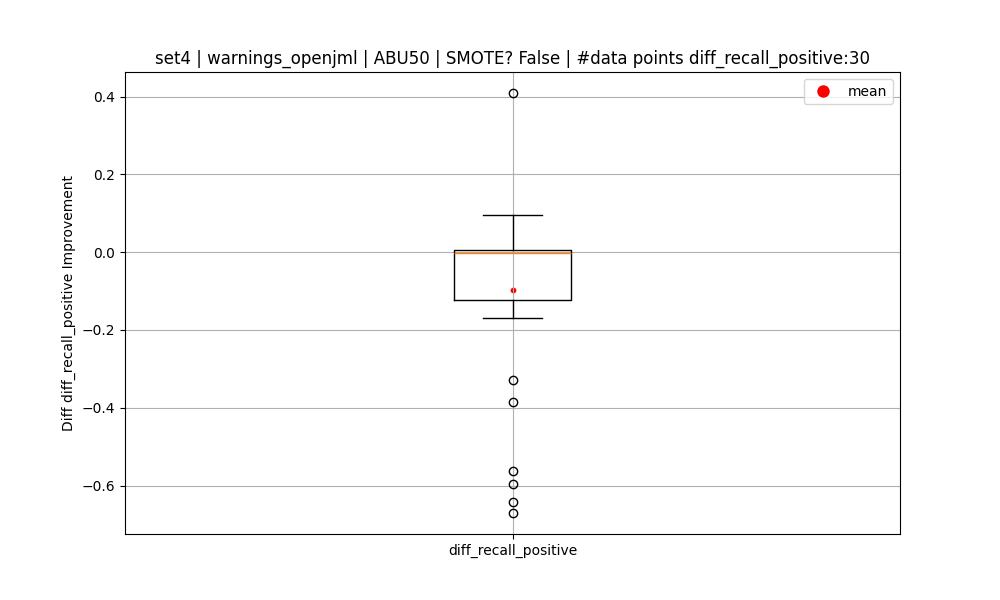 set4 | warnings_openjml | ABU50 | SMOTE? False | #data points diff_recall_positive:30
mean
0.4
0.2
0.0
−0.2
−0.4
−0.6
Diff diff_recall_positive Improvement
diff_recall_positive